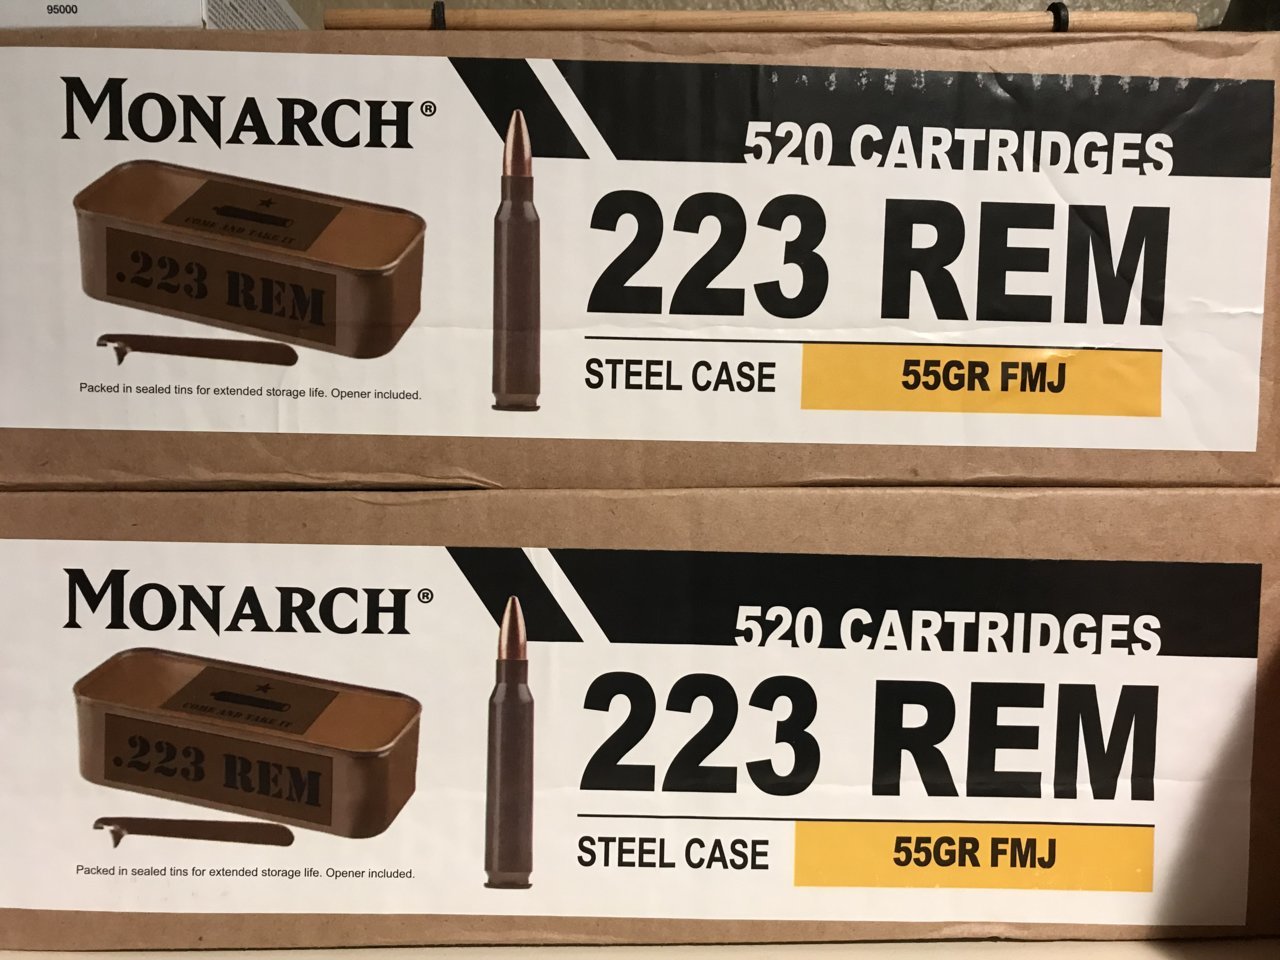 95000
MONARCH®
520 CARTRIDGES
223 REM
COME AND TAKE IT
.223 REM
STEEL CASE
55GR FMJ
Packed in sealed tins for extended storage life. Opener included.
MONARCH®
520 CARTRIDGES
223 REM
COME AND TAKE IT
.223 REM
STEEL CASE
55GR FMJ
Packed in sealed tins for extended storage life. Opener included.